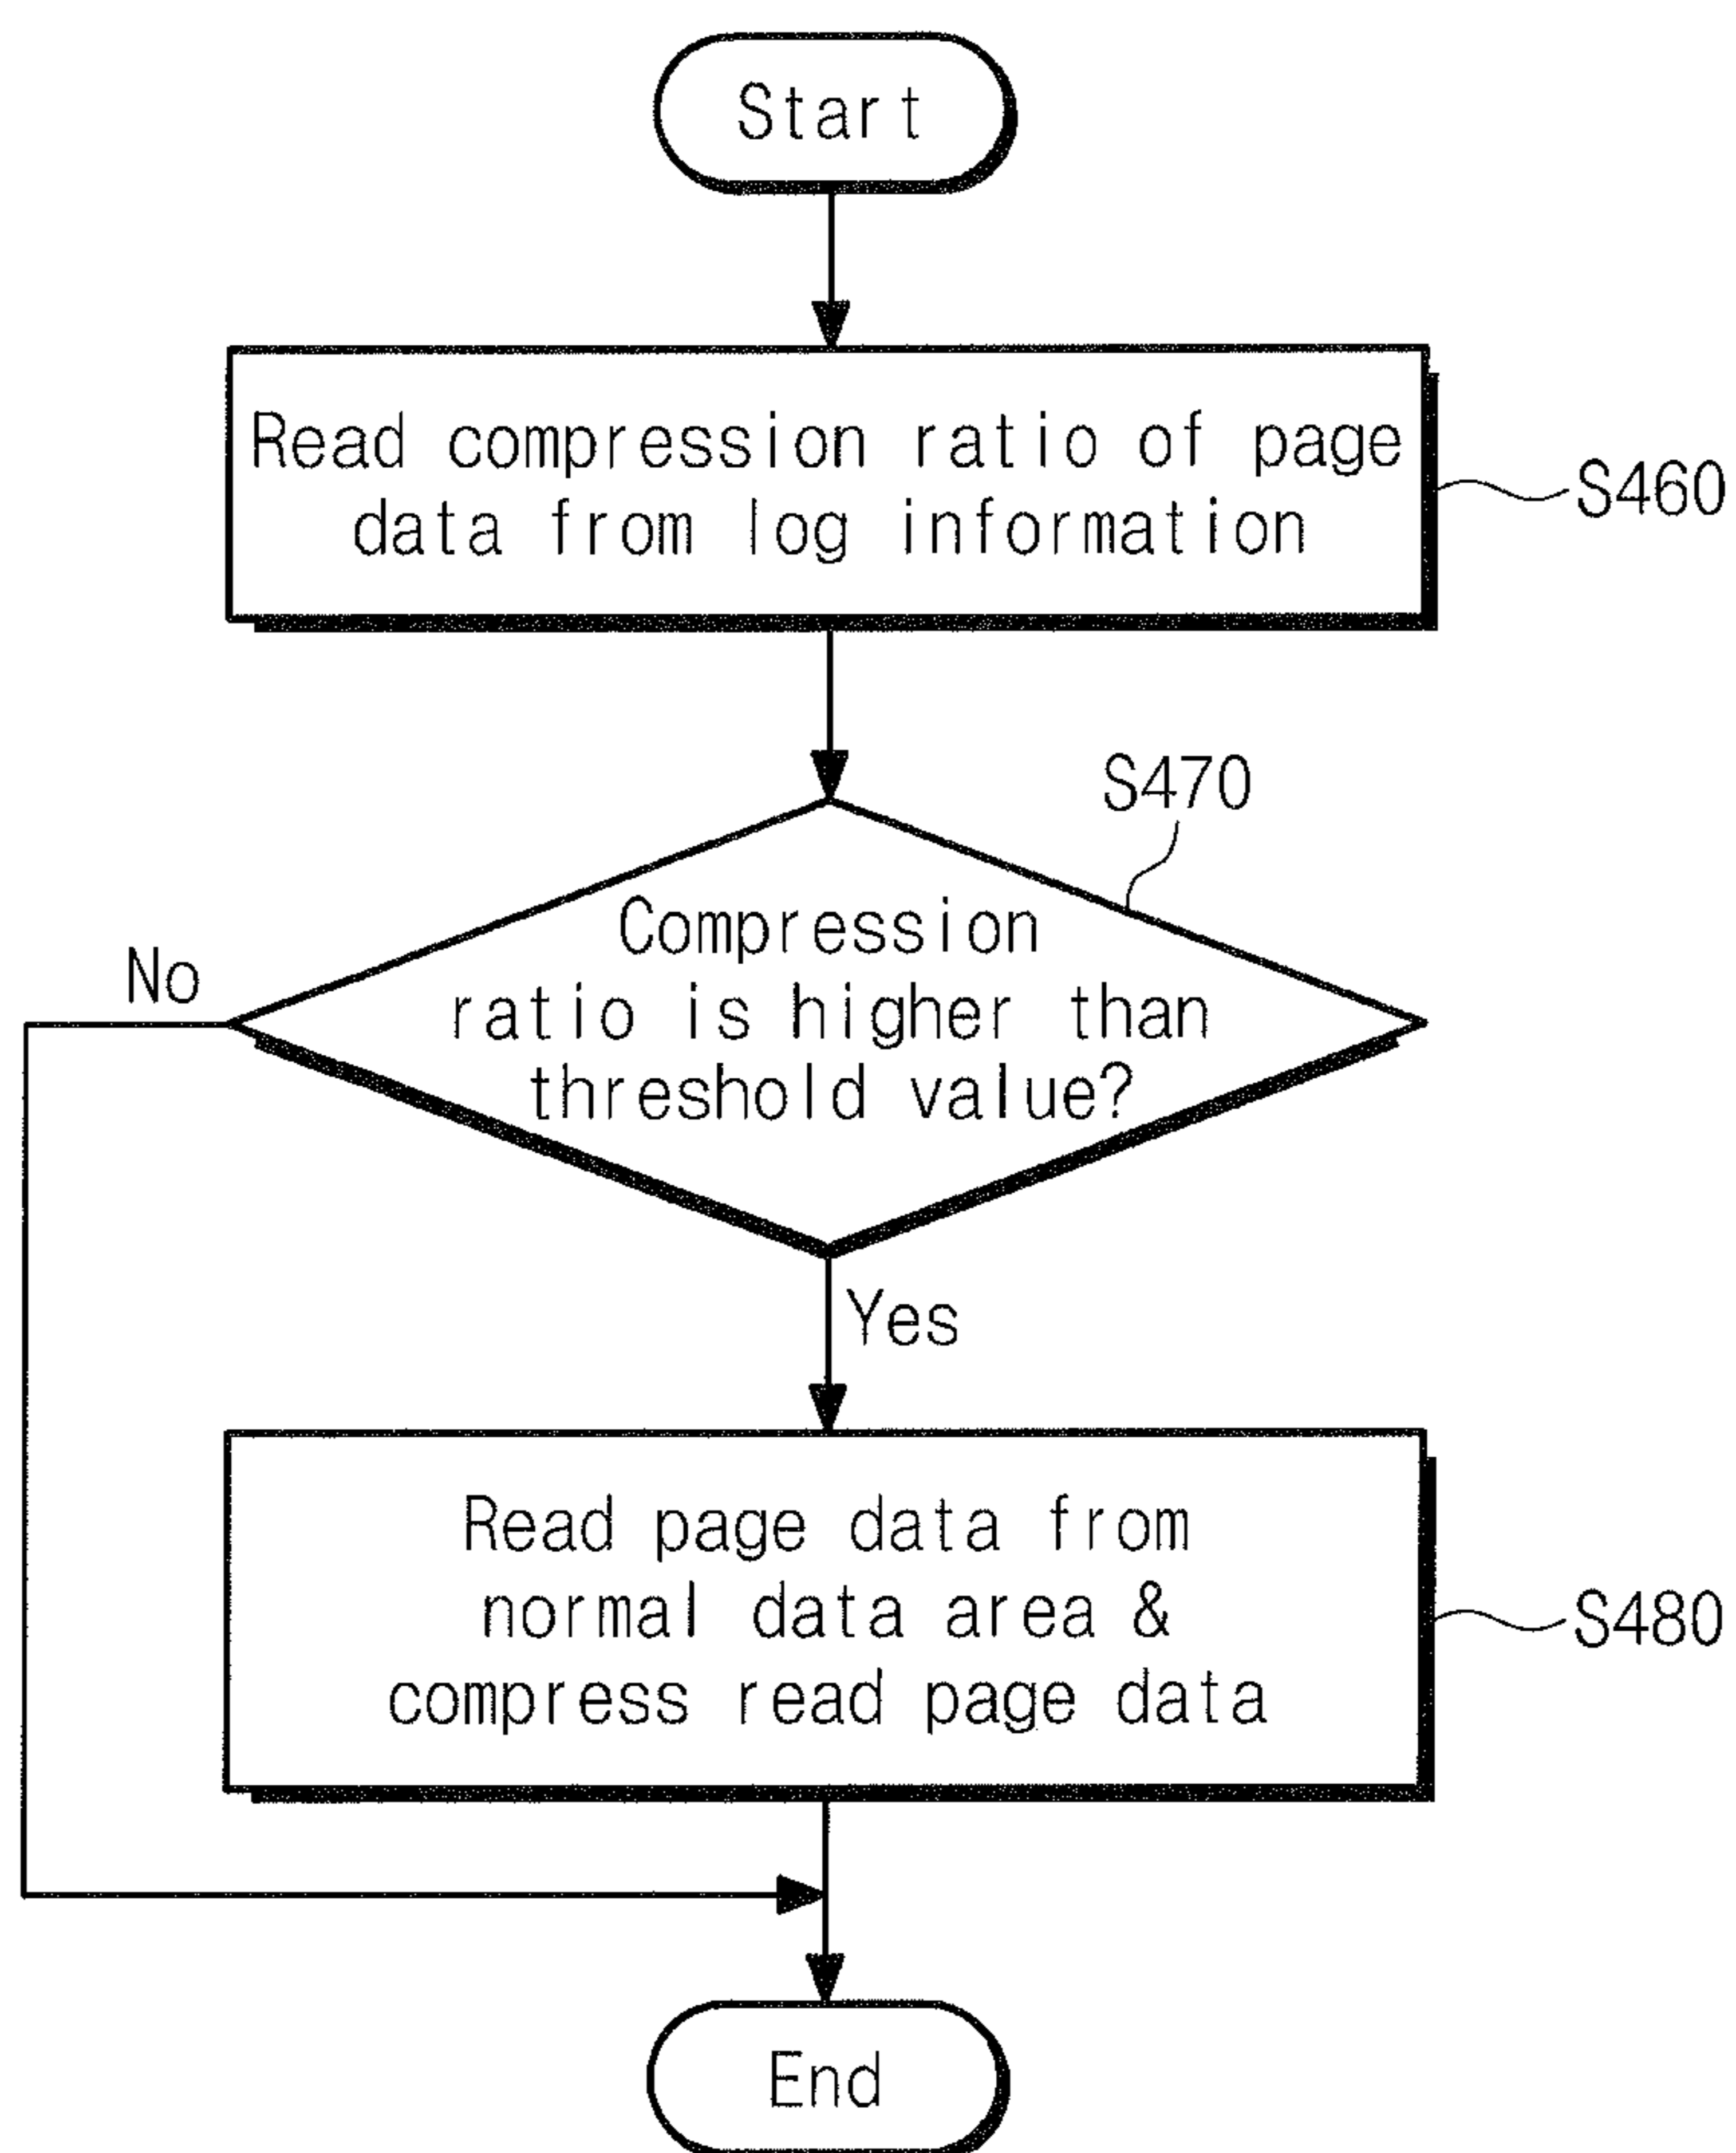 Start
Read compression ratio of page
data from log information
S460
S470
Compression
ratio is higher than
threshold value?
No
Yes
Read page data from
normal data area &
compress read page data
S480
End